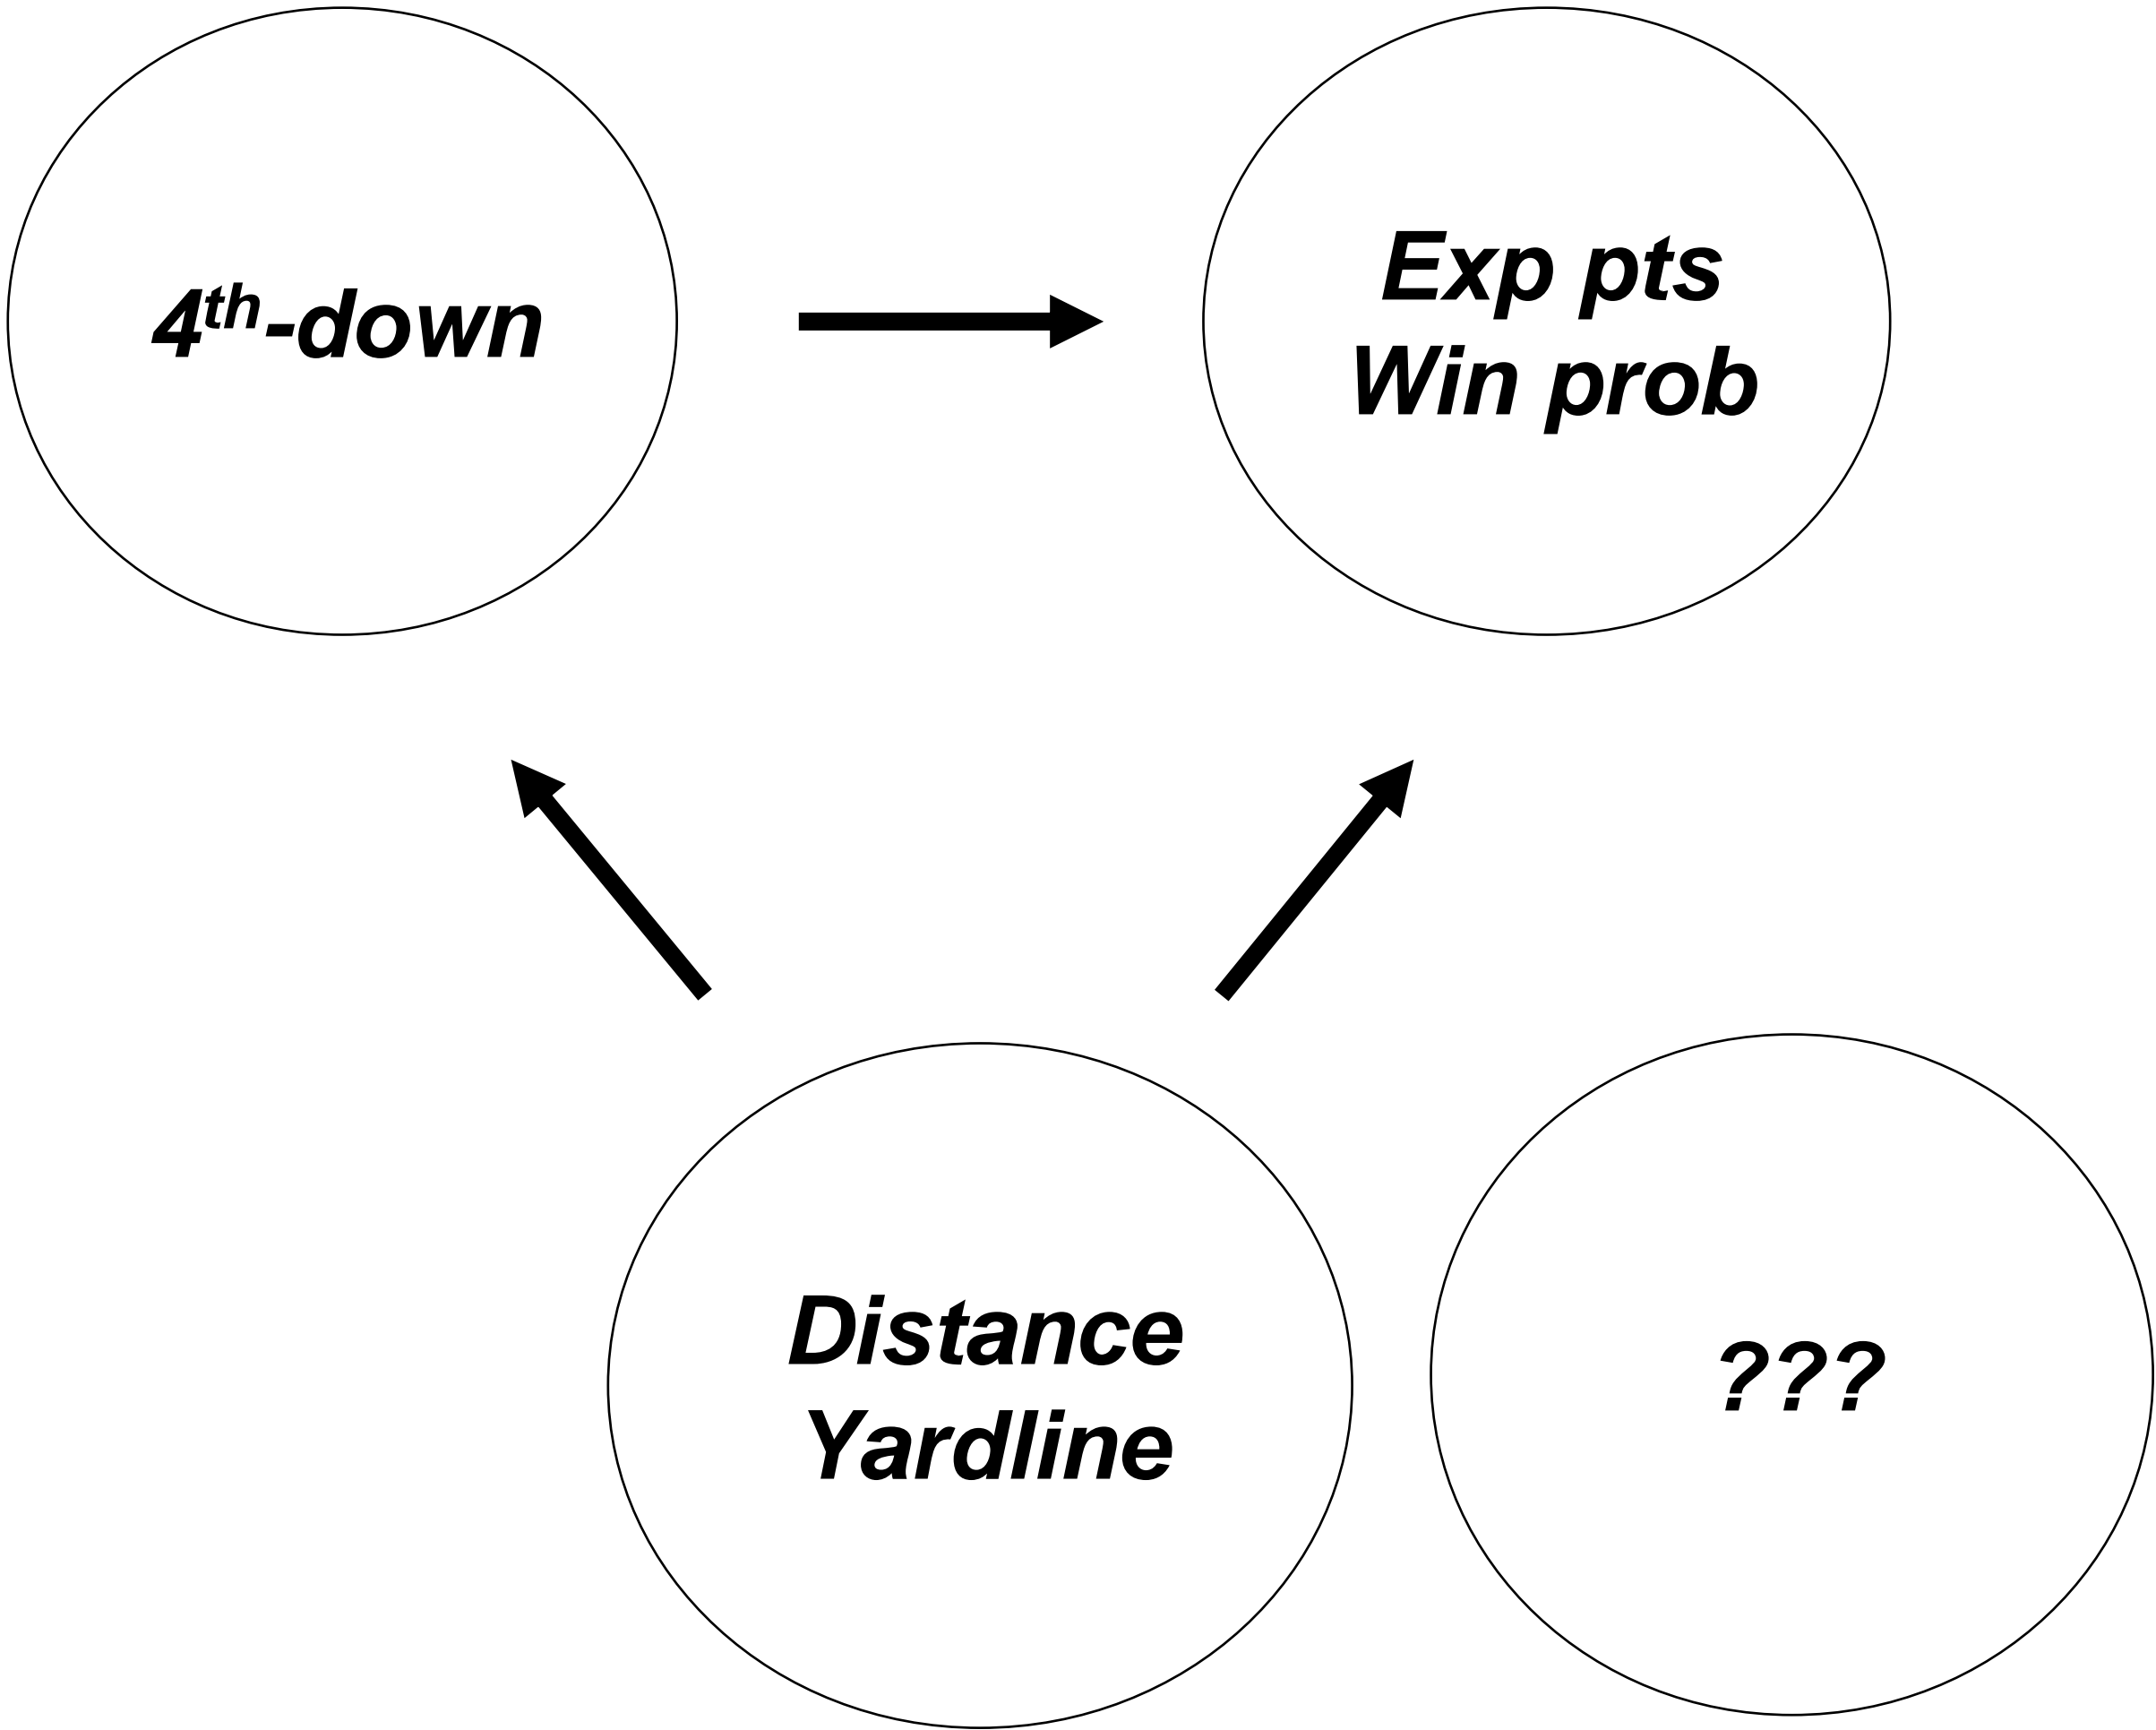 4th-down
Exp pts
Win prob
Distance
Yardline
???